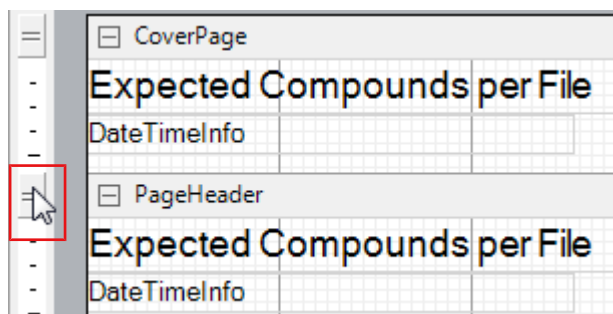 CoverPage
Expected Compounds per File
DateTimeInfo
PageHeader
Expected Compounds per File
DateTimeInfo